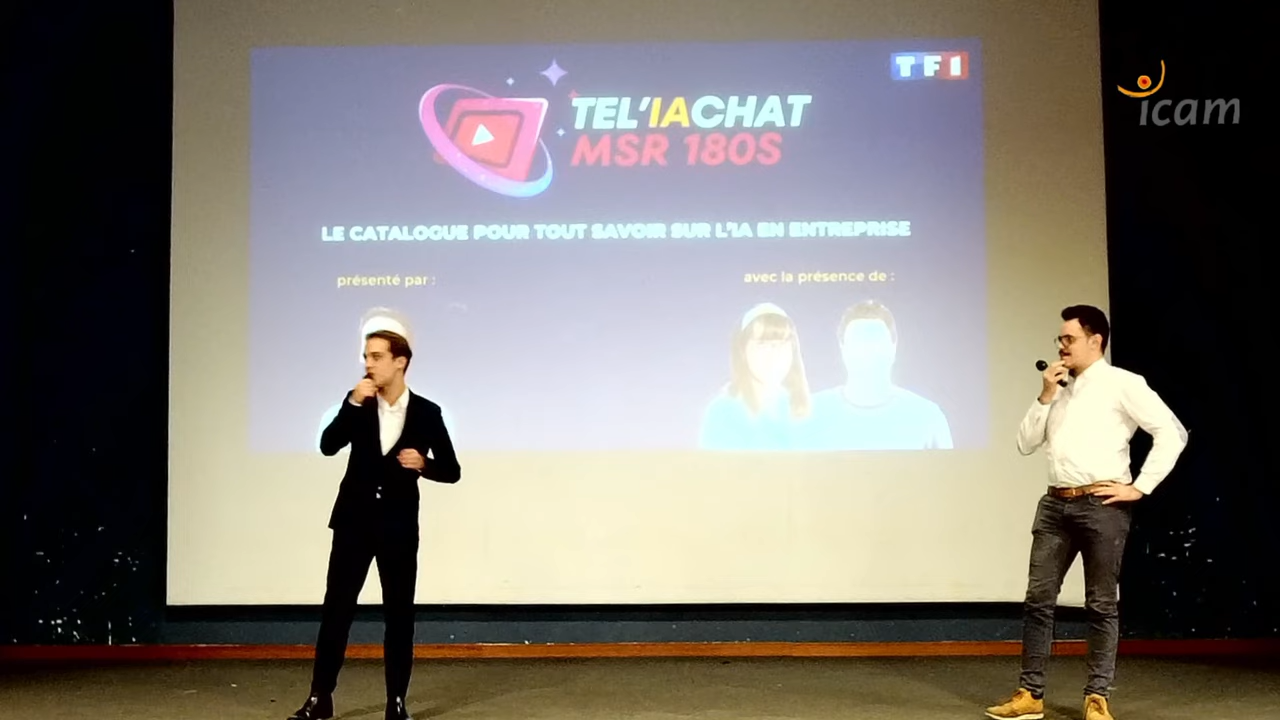 TF1
TEL'IACHAT
MSR 180S
icam
LE CATALOGUE POUR TOUT SAVOIR SUR L'IA EN ENTREPRISE
présenté par :
avec la présence de :